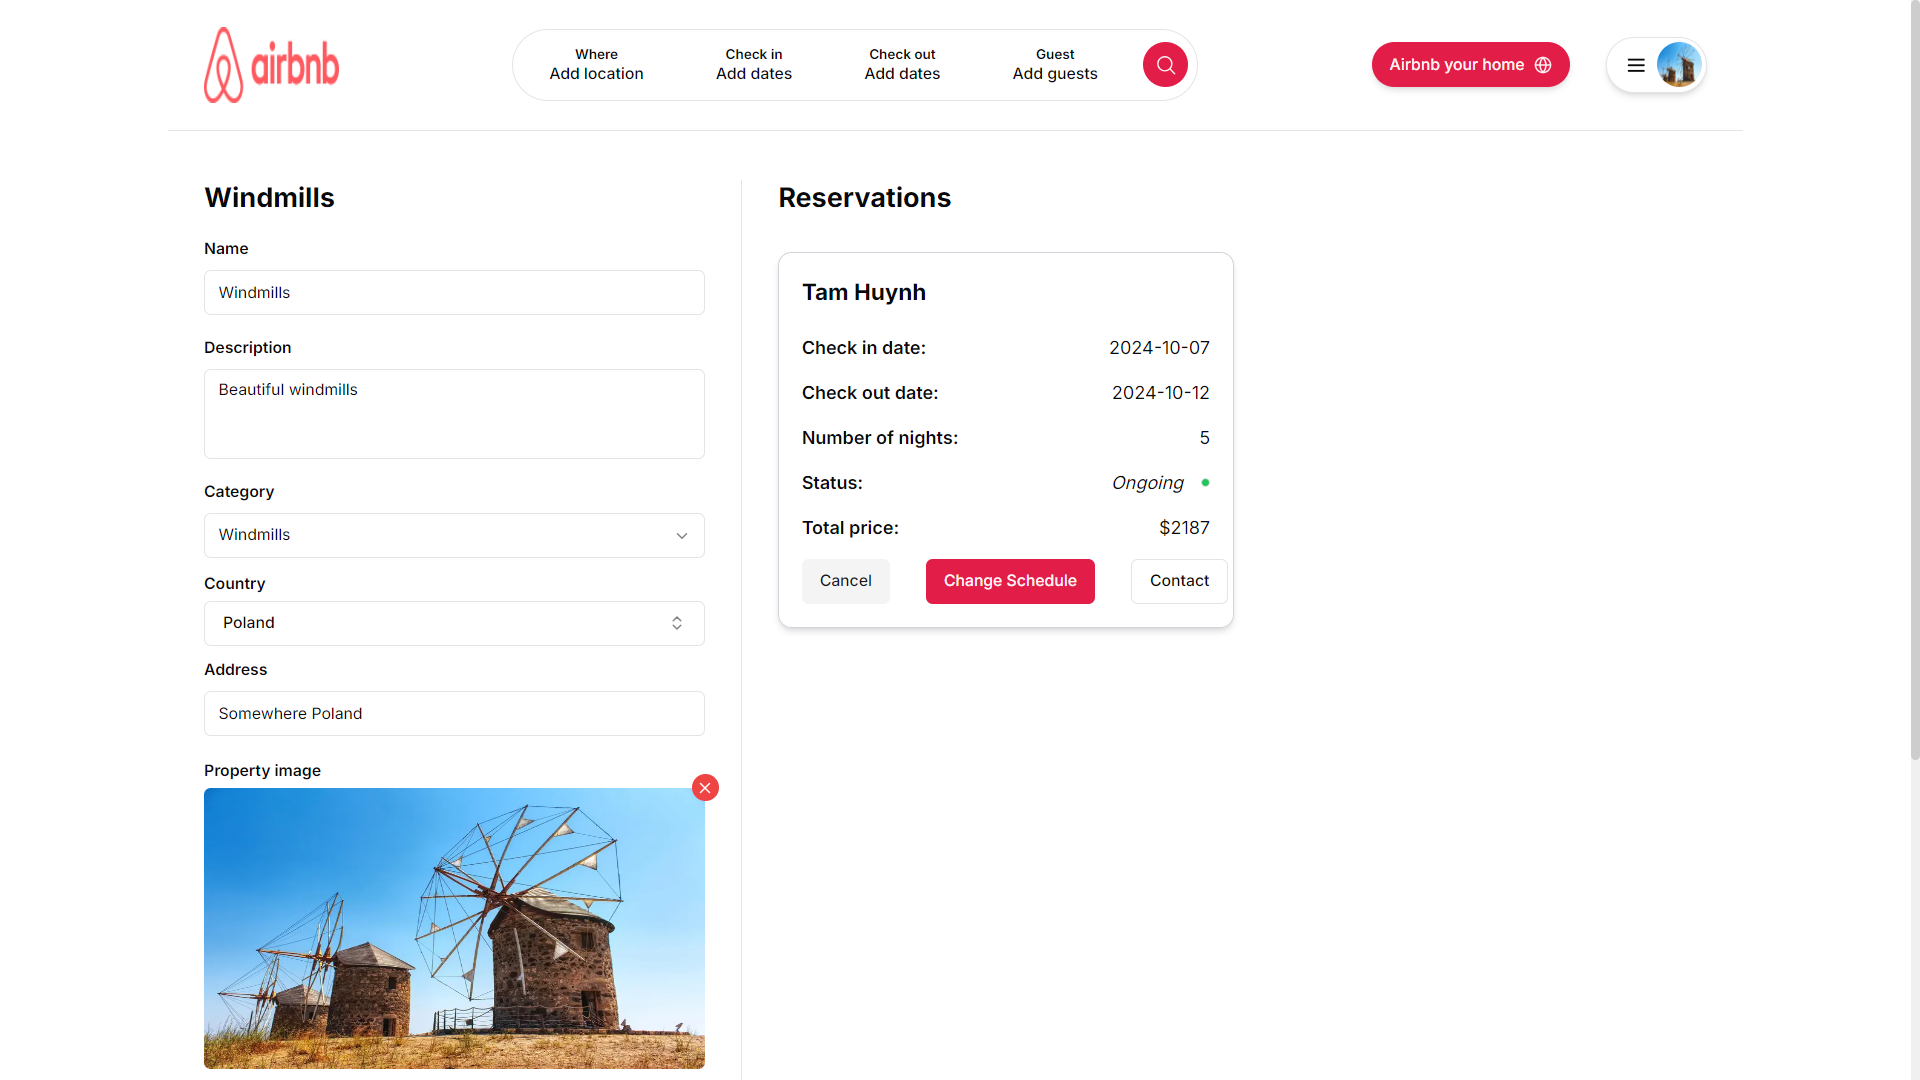 airbnb
Where
Add location
Check in
Add dates
Check out
Add dates
Guest
Add guests
Airbnb your home
Windmills
Name
Windmills
Description
Beautiful windmills
Category
Windmills
Country
Poland
Address
Somewhere Poland
Property image
Reservations
Tam Huynh
Check in date: 2024-10-07
Check out date: 2024-10-12
Number of nights: 5
Status: Ongoing
Total price: $2187
Cancel Change Schedule Contact